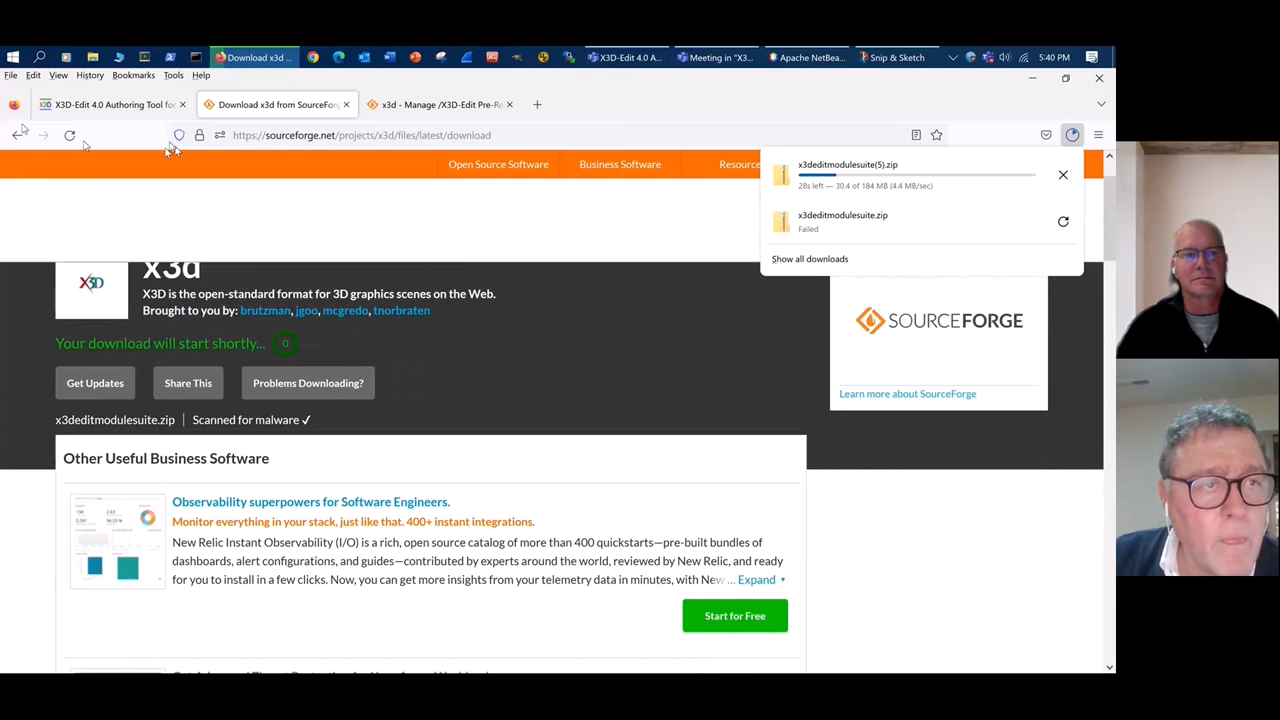 Download x3d ...
X3D-Edit 4.0 A...
Meeting in "X3...
Apache NetBea...
Snip & Sketch
5:40 PM
File Edit View History Bookmarks Tools Help
X3D-Edit 4.0 Authoring Tool for
Download x3d from SourceForg
x3d - Manage /X3D-Edit Pre-Re
https://sourceforge.net/projects/x3d/files/latest/download
Open Source Software
Business Software
Resource
x3deditmodulesuite(5).zip
28s left — 30.4 of 184 MB (4.4 MB/sec)
x3deditmodulesuite.zip
Failed
Show all downloads
X3D
x3d
X3D is the open-standard format for 3D graphics scenes on the Web.
Brought to you by: brutzman, jgoo, mcgredo, tnorbraten
Your download will start shortly... 0
Get Updates
Share This
Problems Downloading?
x3deditmodulesuite.zip | Scanned for malware ✓
SOURCEFORGE
Learn more about SourceForge
Other Useful Business Software
Observability superpowers for Software Engineers.
Monitor everything in your stack, just like that. 400+ instant integrations.
New Relic Instant Observability (I/O) is a rich, open source catalog of more than 400 quickstarts—pre-built bundles of
dashboards, alert configurations, and guides—contributed by experts around the world, reviewed by New Relic, and ready
for you to install in a few clicks. Now, you can get more insights from your telemetry data in minutes, with New ... Expand
Start for Free